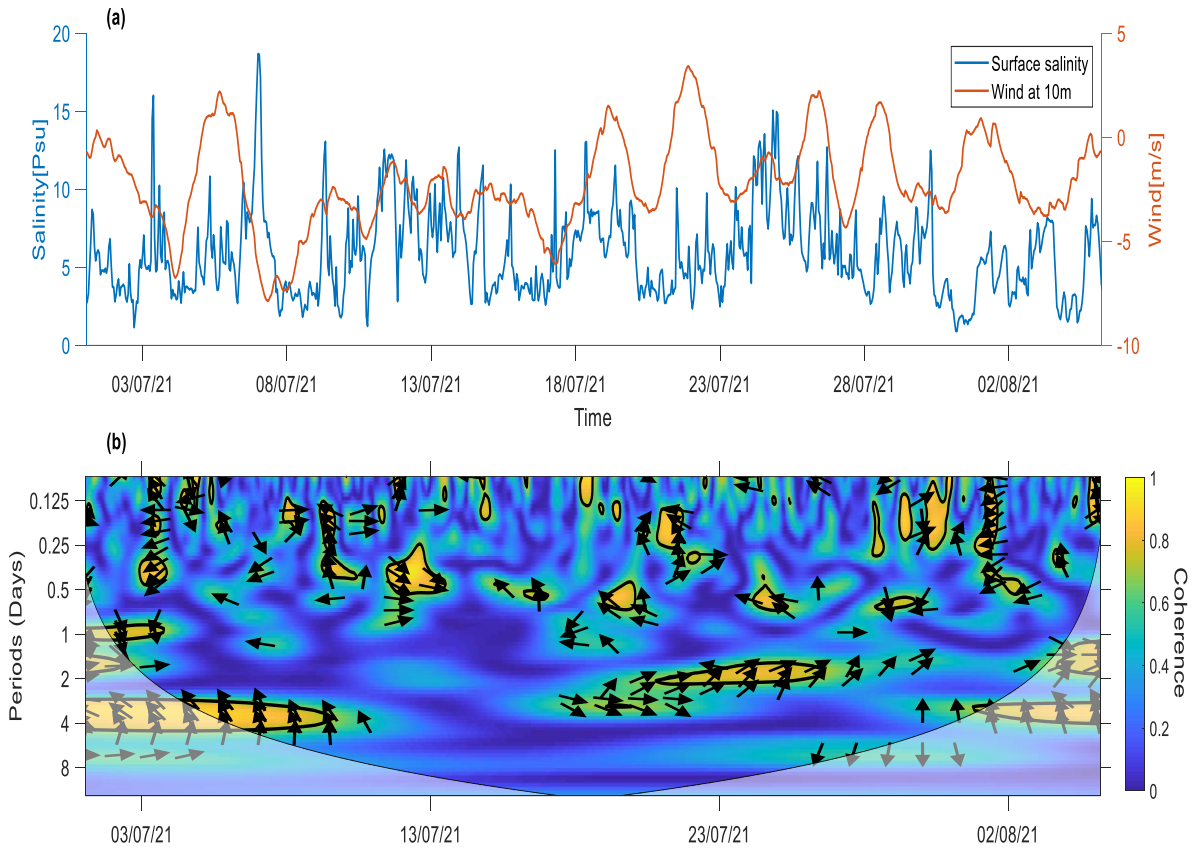 (a)
20
15
10
5
0
Salinity[Psu]
5
0
-5
-10
Wind[m/s]
Surface salinity
Wind at 10m
03/07/21 08/07/21 13/07/21 18/07/21 23/07/21 28/07/21 02/08/21
Time
(b)
0.125
0.25
0.5
1
2
4
8
Periods (Days)
1
0.8
0.6
0.4
0.2
0
Coherence
03/07/21 13/07/21 23/07/21 02/08/21